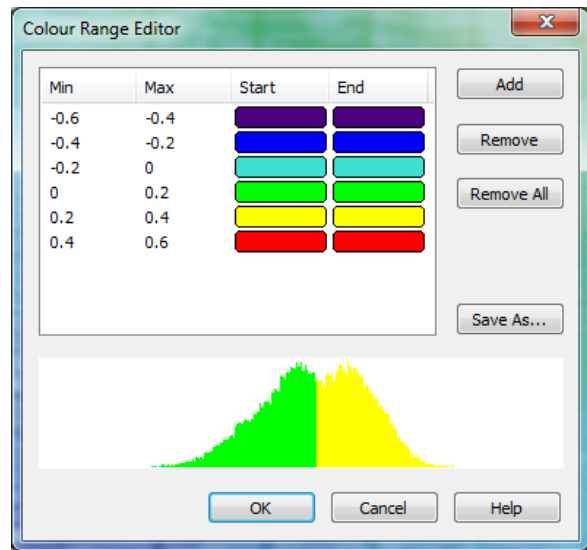 Colour Range Editor
Min Max Start End
-0.6 -0.4
-0.4 -0.2
-0.2 0
0 0.2
0.2 0.4
0.4 0.6
Add
Remove
Remove All
Save As...
OK Cancel Help